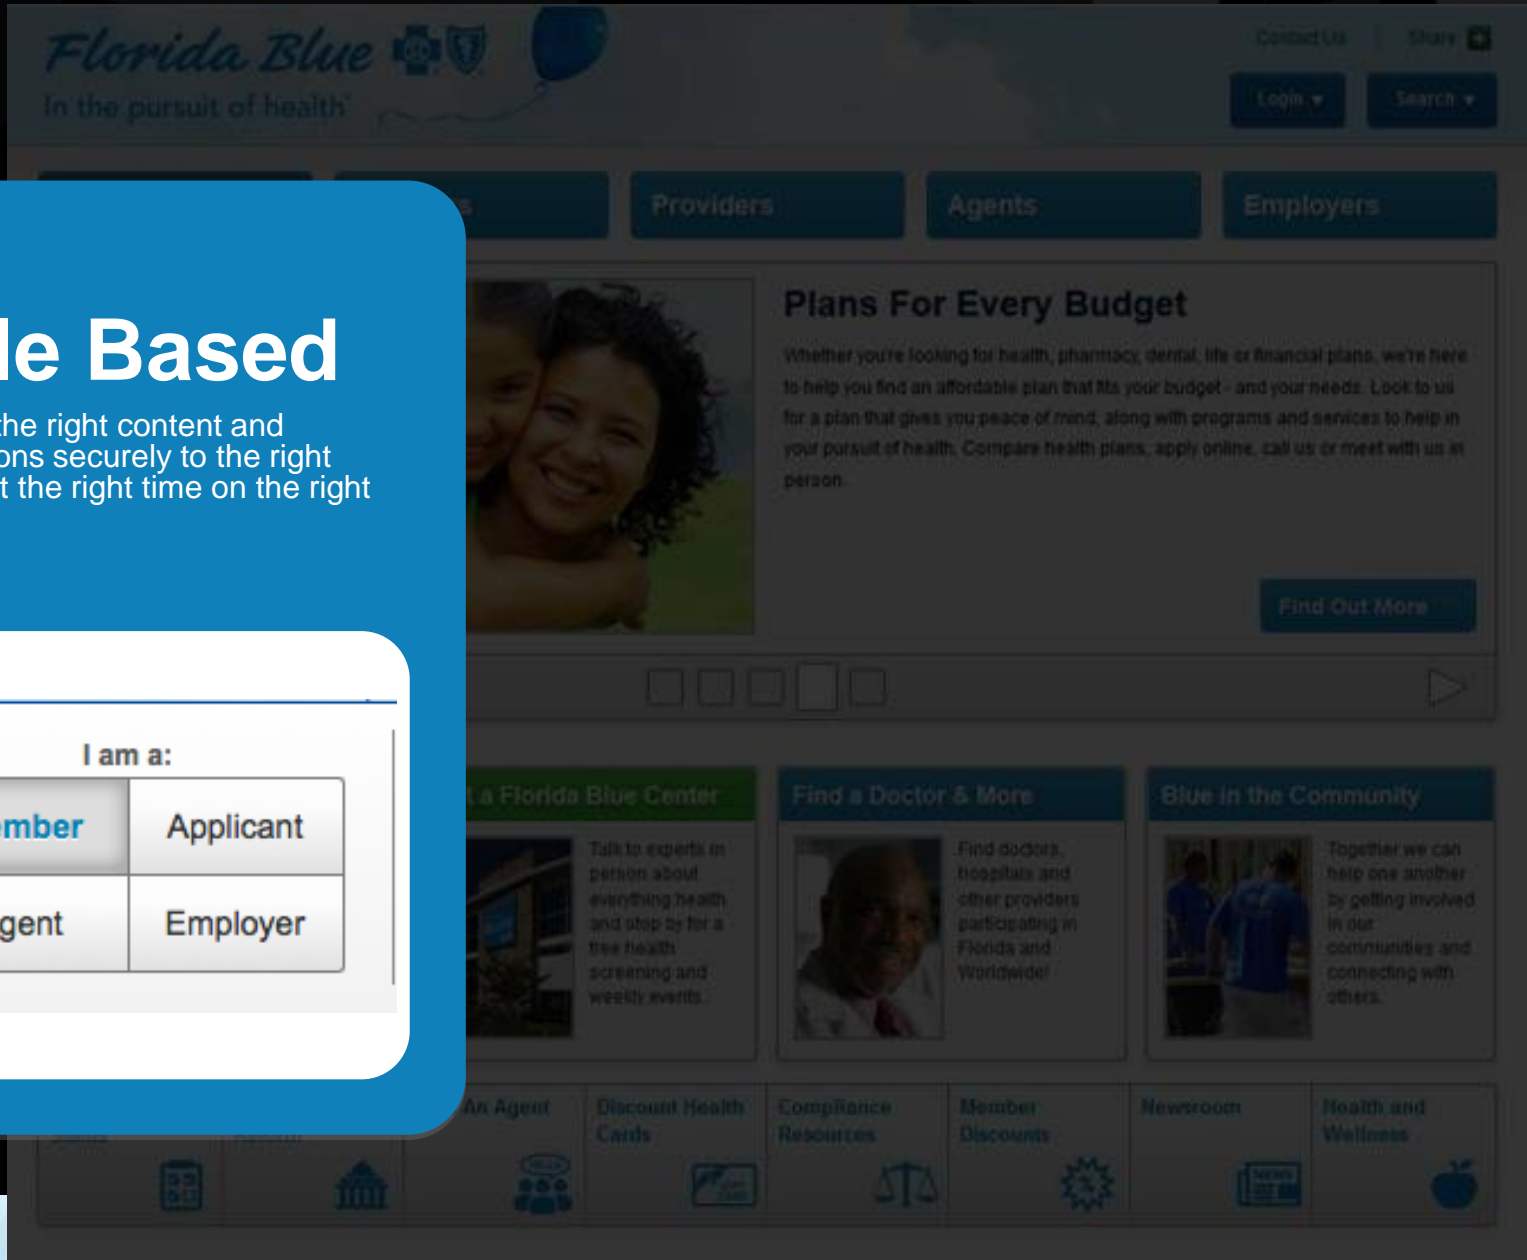 Florida Blue
In the pursuit of health
Contact Us
Share
Login
Search
s
Providers
Agents
Employers
le Based
the right content and
ons securely to the right
t the right time on the right
I am a:
ember
Applicant
gent
Employer
Plans For Every Budget
Whether you're looking for health, pharmacy, dental, life or financial plans, we're here
to help you find an affordable plan that fits your budget - and your needs. Look to us
for a plan that gives you peace of mind, along with programs and services to help in
your pursuit of health. Compare health plans, apply online, call us or meet with us in
person.
Find Out More
t a Florida Blue Center
Talk to experts in
person about
everything health
and stop by for a
free health
screening and
weekly events.
Find a Doctor & More
Find doctors,
hospitals and
other providers
participating in
Florida and
Worldwide!
Blue in the Community
Together we can
help one another
by getting involved
in our
communities and
connecting with
others.
An Agent
Discount Health
Cards
Compliance
Resources
Member
Discounts
Newsroom
Health and
Wellness
NEWS